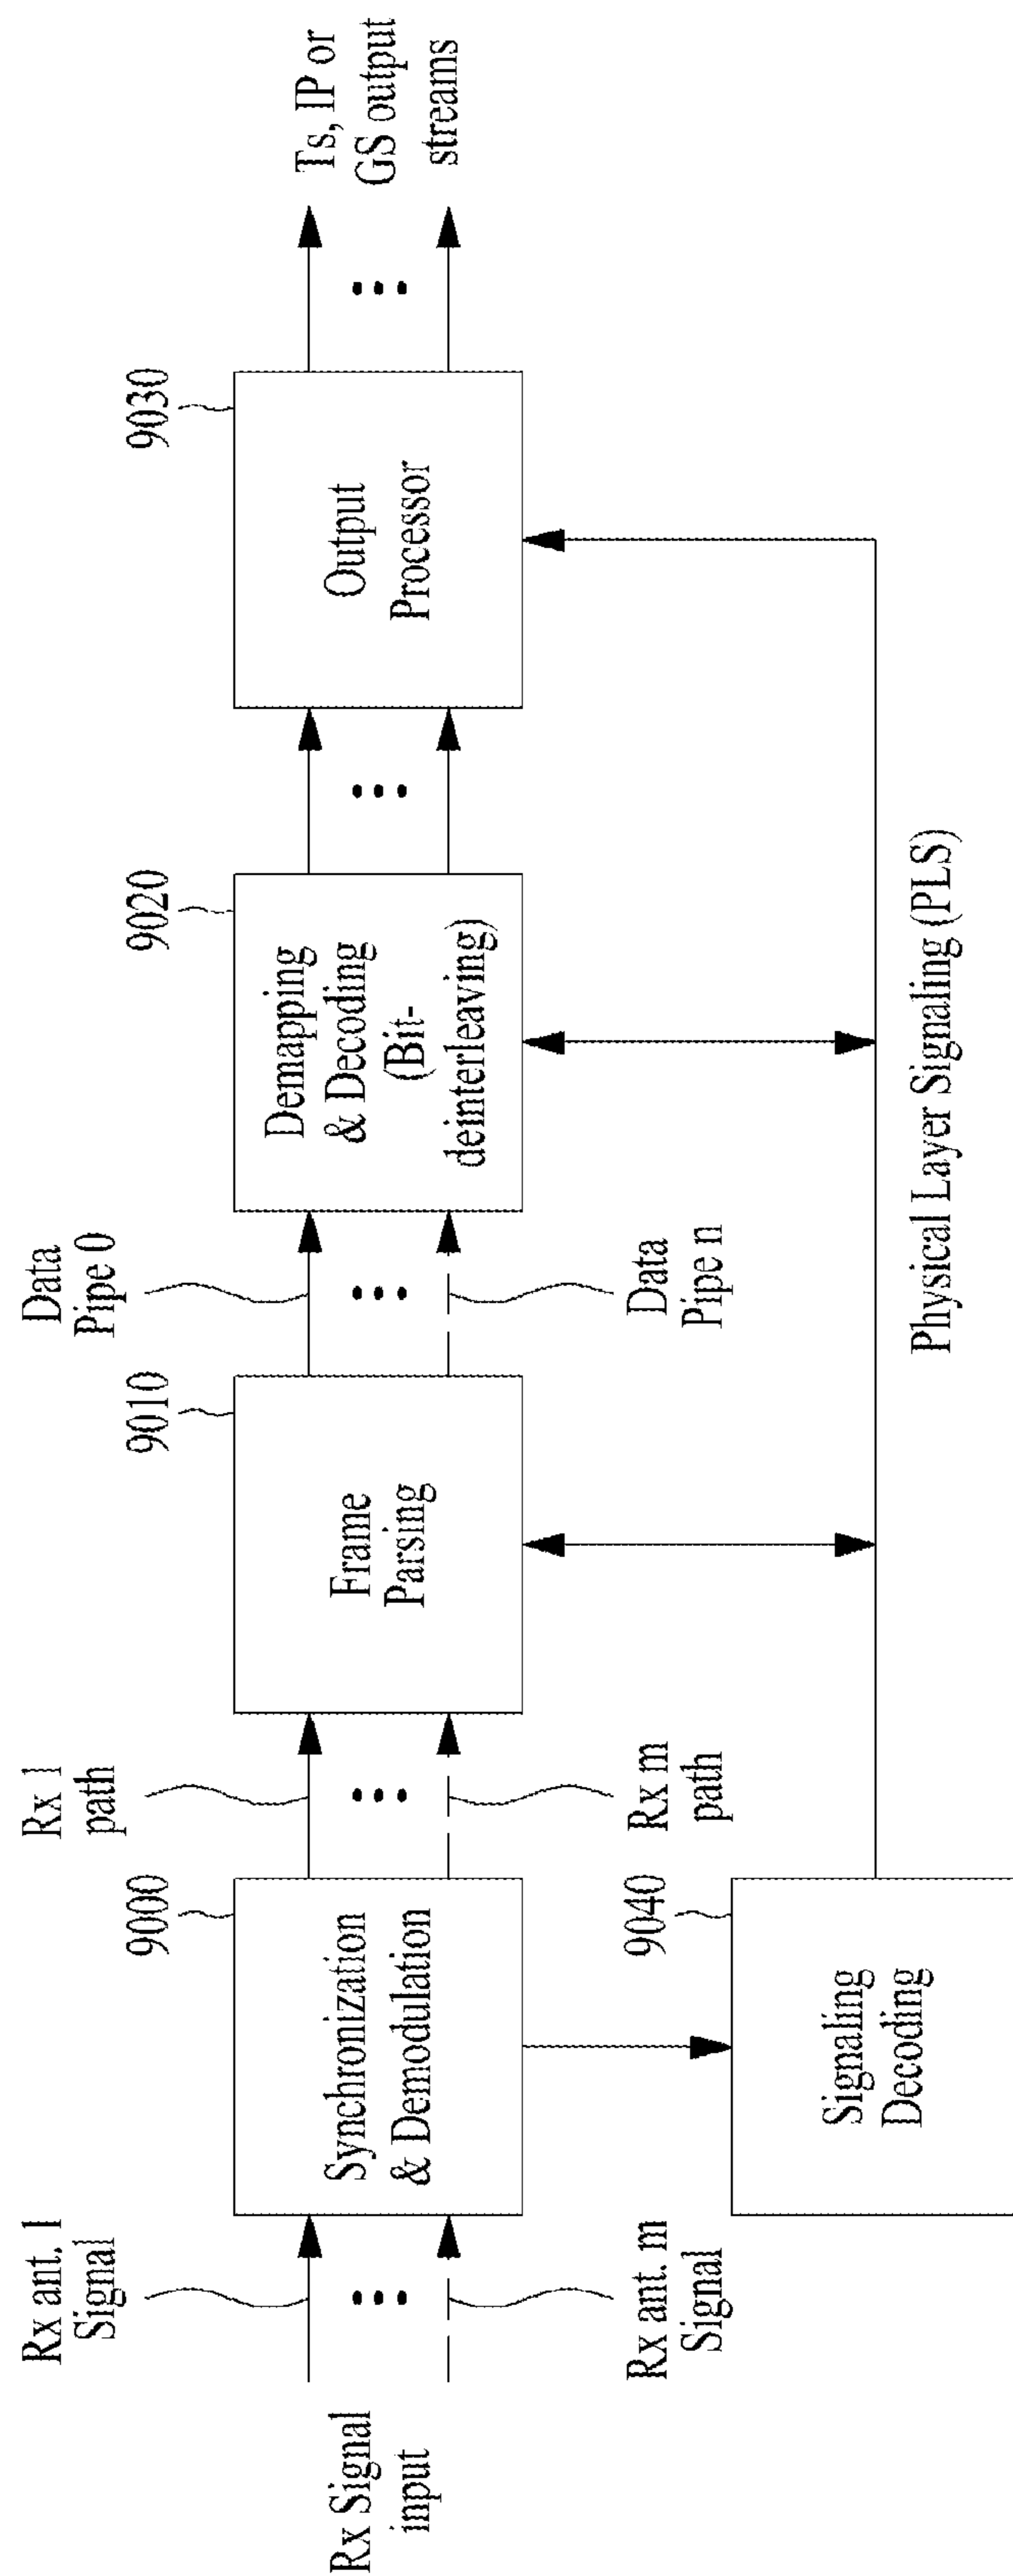 Rx Signal
input
Rx ant. 1
Signal
Rx ant. m
Signal
9000
Synchronization
& Demodulation
Rx 1
path
Rx m
path
9010
Frame
Parsing
Data
Pipe 0
Data
Pipe n
9020
Demapping
& Decoding
(Bit-
deinterleaving)
9030
Output
Processor
Ts, IP or
GS output
streams
9040
Signaling
Decoding
Physical Layer Signaling (PLS)